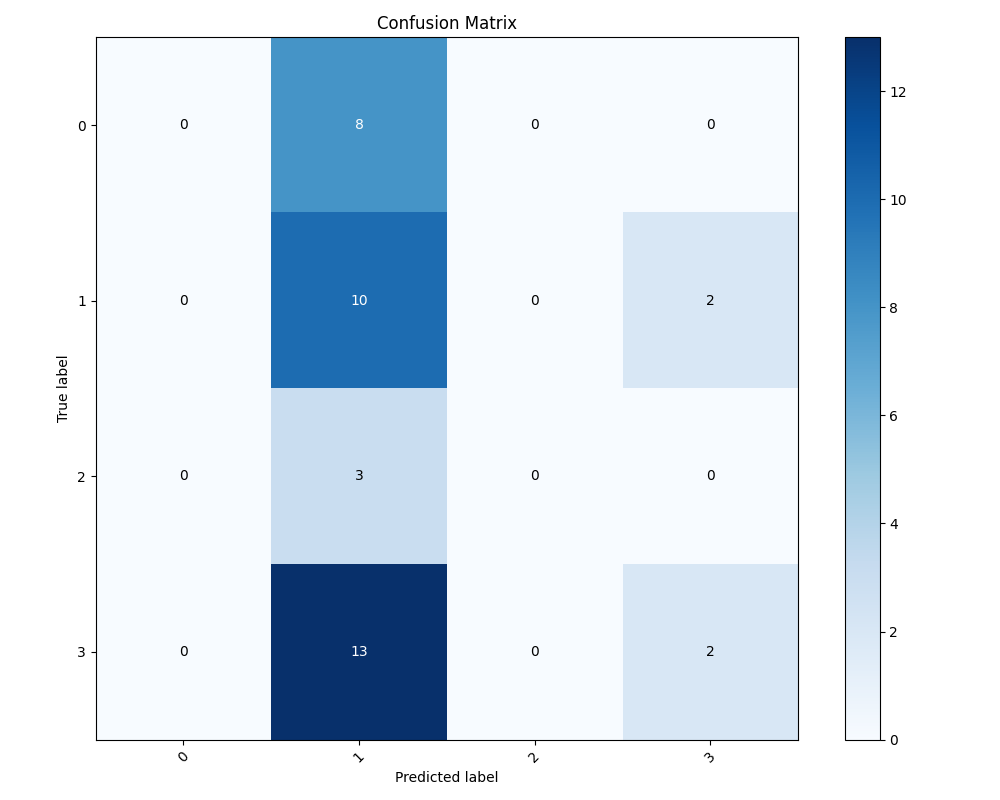 Confusion Matrix
0 0 8 0 0
1 0 10 0 2
2 0 3 0 0
3 0 13 0 2
0 1 2 3
Predicted label
True label
12
10
8
6
4
2
0